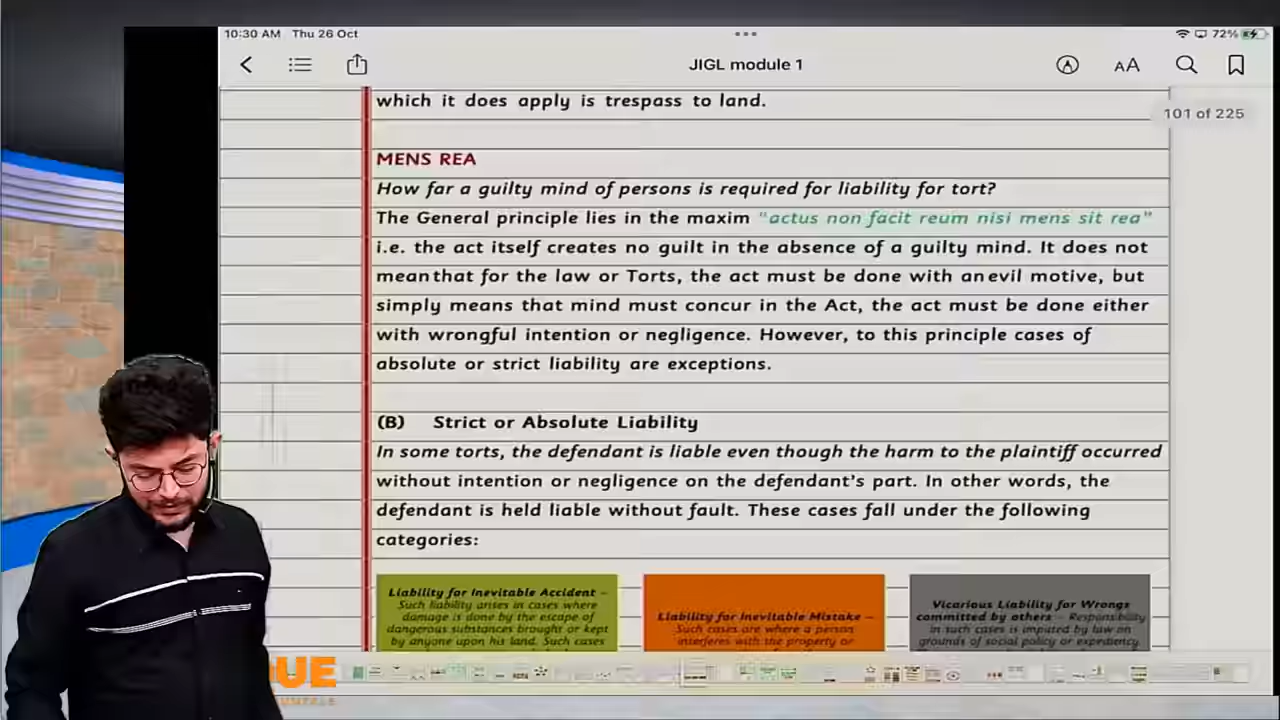 10:30 AM Thu 26 Oct
72%
JIGL module 1
AA
101 of 225
which it does apply is trespass to land.
MENS REA
How far a guilty mind of persons is required for liability for tort?
The General principle lies in the maxim "actus non facit reum nisi mens sit rea"
i.e. the act itself creates no guilt in the absence of a guilty mind. It does not
mean that for the law or Torts, the act must be done with an evil motive, but
simply means that mind must concur in the Act, the act must be done either
with wrongful intention or negligence. However, to this principle cases of
absolute or strict liability are exceptions.
(B) Strict or Absolute Liability
In some torts, the defendant is liable even though the harm to the plaintiff occurred
without intention or negligence on the defendant's part. In other words, the
defendant is held liable without fault. These cases fall under the following
categories:
Liability for Inevitable Accident –
Such liability arises in cases where
damage is done by the escape of
dangerous substances brought or kept
by anyone upon his land. Such cases
Liability for Inevitable Mistake –
Such cases are where a person
interferes with the property or
Vicarious Liability for Wrongs
committed by others – Responsibility
in such cases is imputed by law on
grounds of social policy or expediency
UE